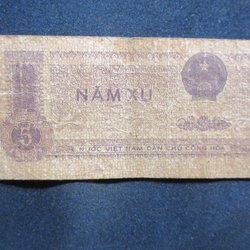 NĂM XU
5
NƯỚC VIỆT NAM DÂN CHỦ CỘNG HÒA